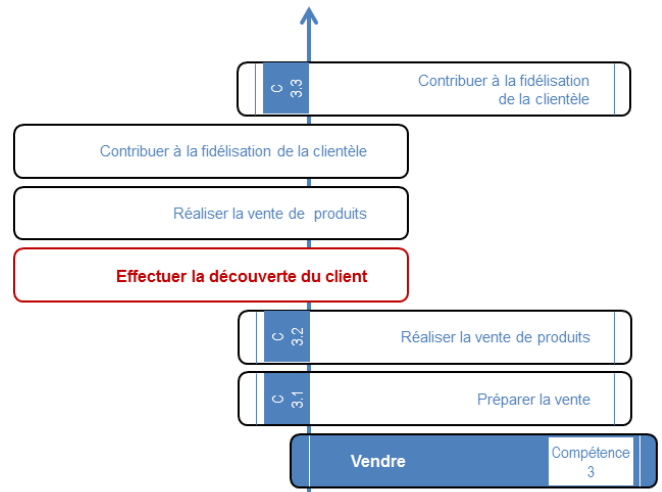 C 3.3
Contribuer à la fidélisation
de la clientèle
Contribuer à la fidélisation de la clientèle
Réaliser la vente de produits
Effectuer la découverte du client
C 3.2
Réaliser la vente de produits
C 3.1
Préparer la vente
Vendre
Compétence
3